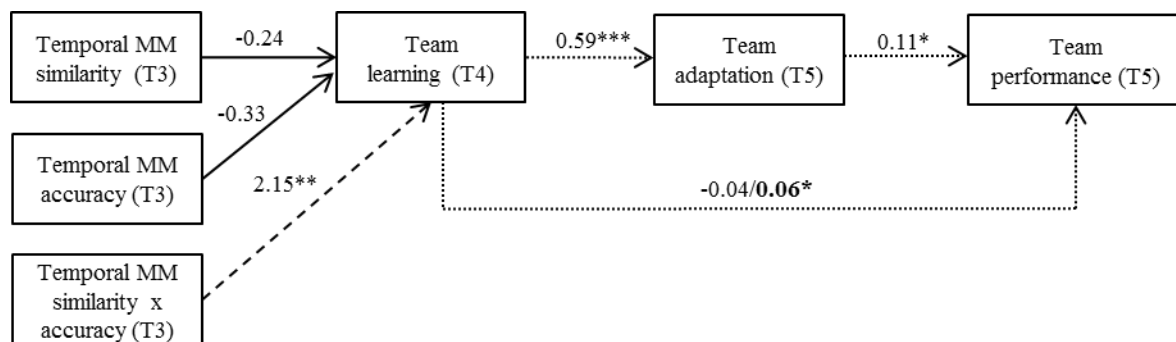 Temporal MM
similarity (T3)
-0.24
Team
learning (T4)
0.59***
Team
adaptation (T5)
0.11*
Team
performance (T5)
-0.33
Temporal MM
accuracy (T3)
2.15**
-0.04/0.06*
Temporal MM
similarity x
accuracy (T3)